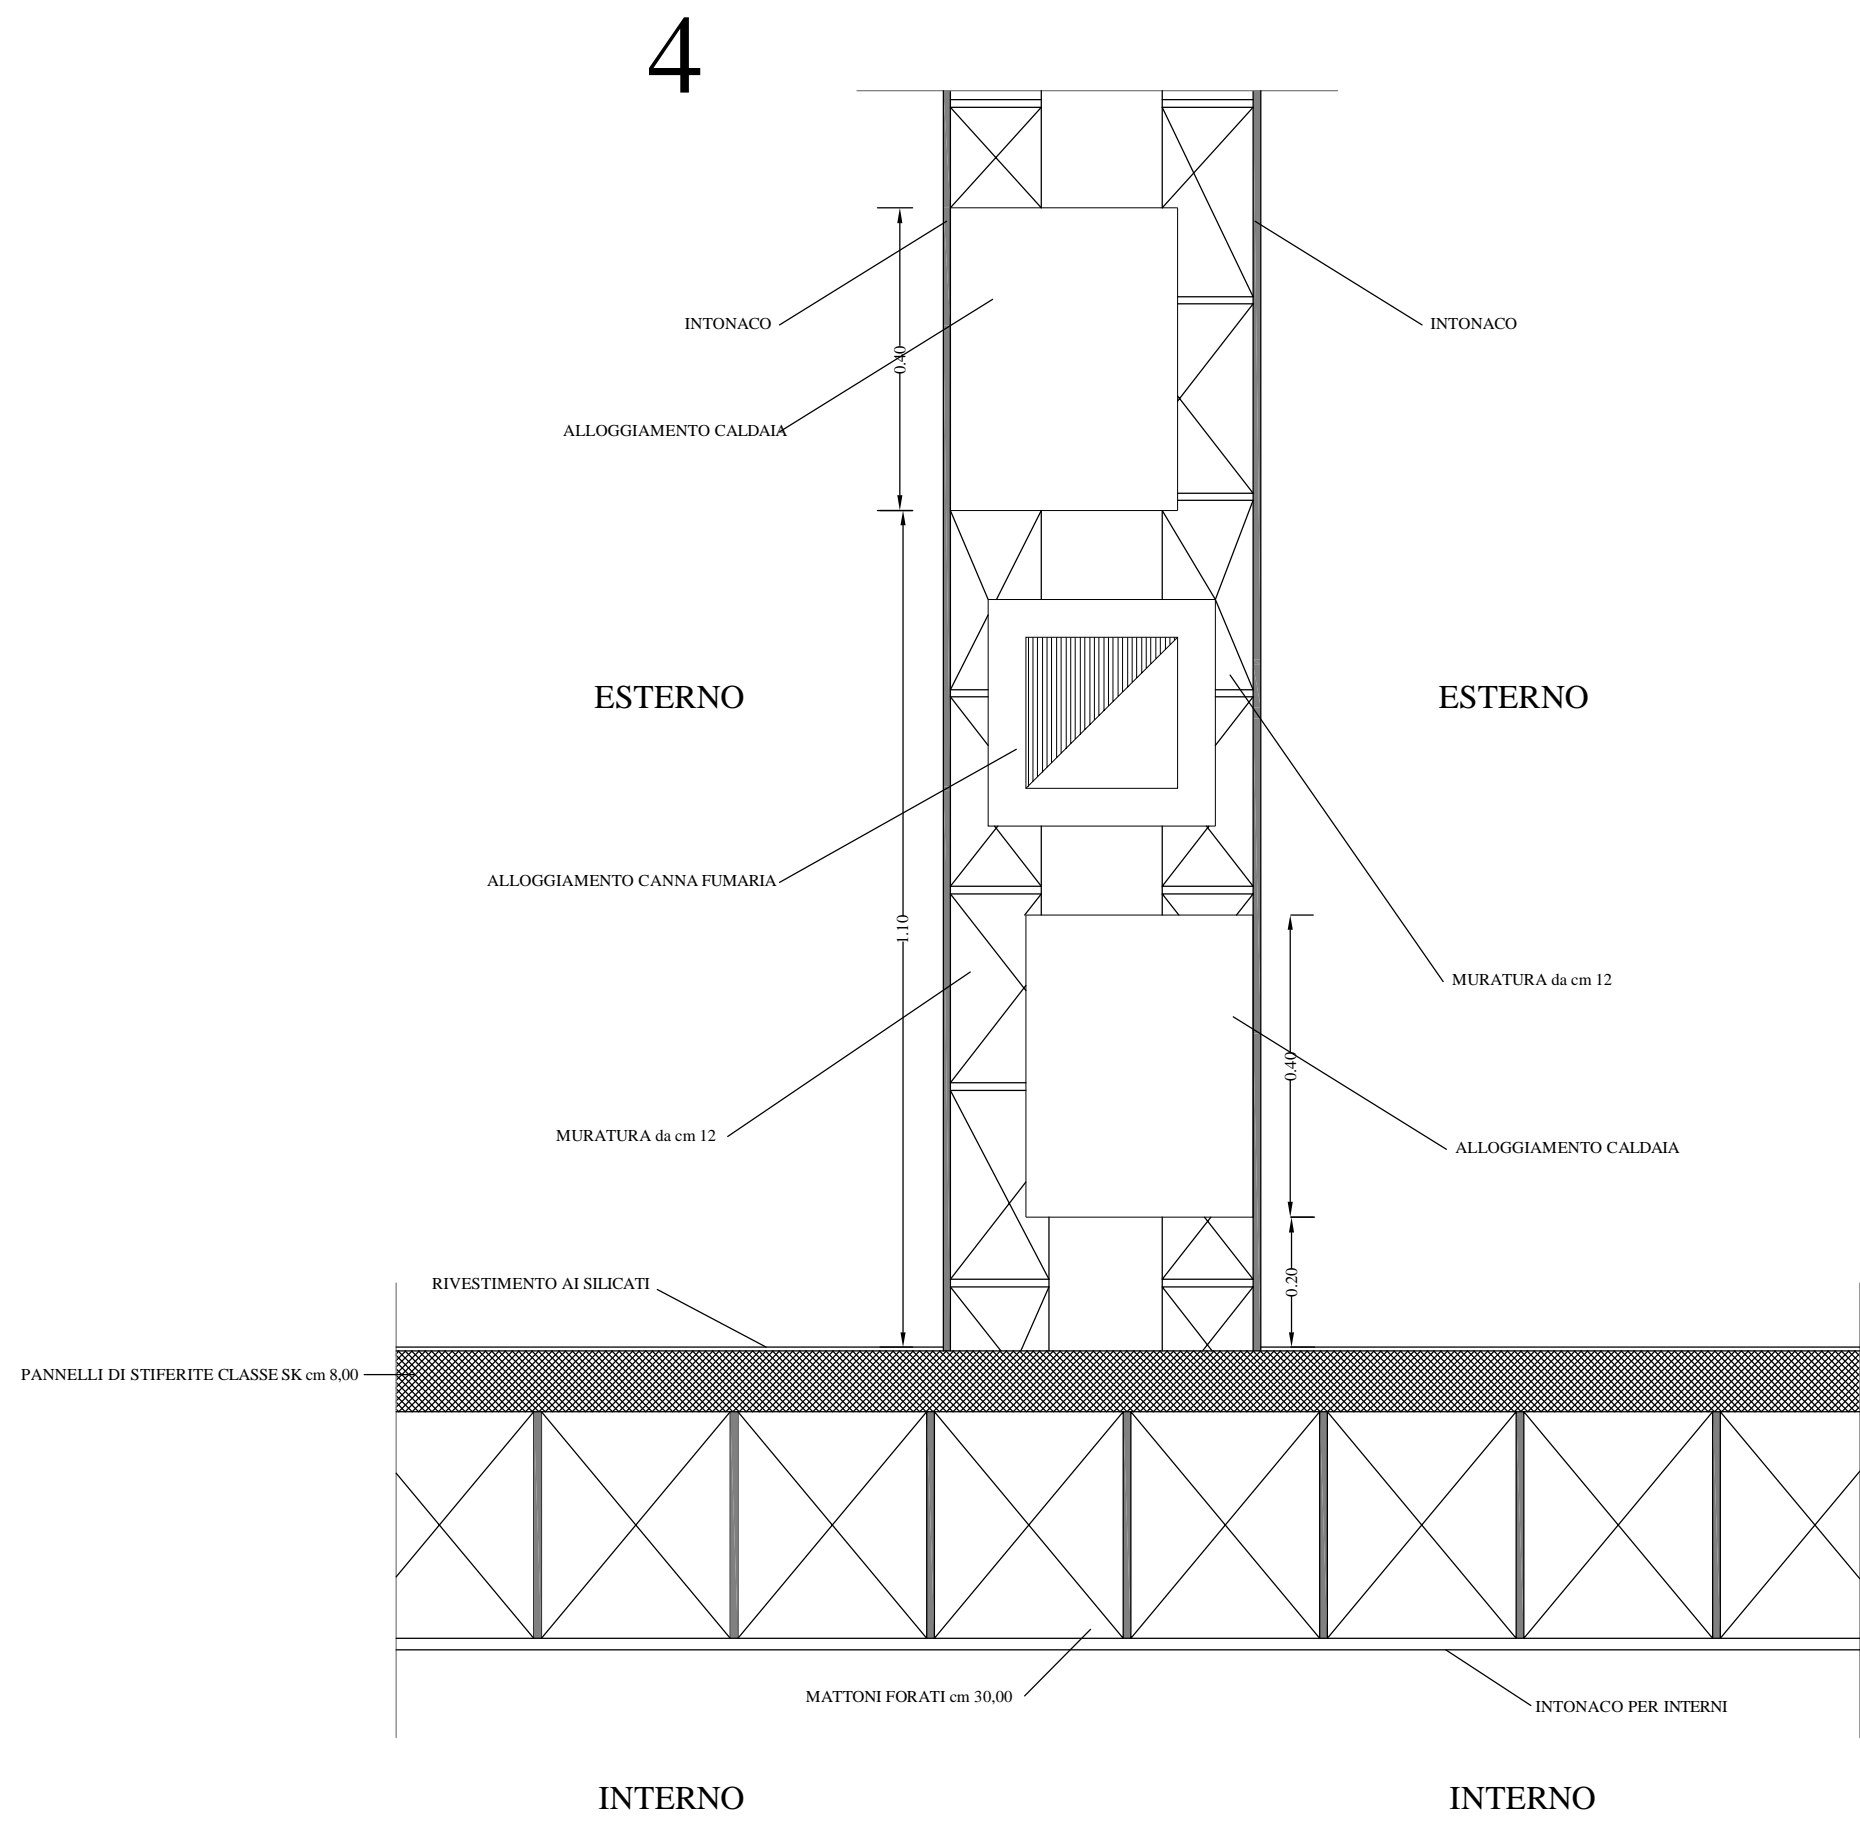 4
INTONACO
INTONACO
0.40
ALLOGGIAMENTO CALDAIA
ESTERNO
ESTERNO
ALLOGGIAMENTO CANNA FUMARIA
1.10
MURATURA da cm 12
0.40
MURATURA da cm 12
ALLOGGIAMENTO CALDAIA
RIVESTIMENTO AI SILICATI
0.20
PANNELLI DI STIFERITE CLASSE SK cm 8,00
MATTONI FORATI cm 30,00
INTONACO PER INTERNI
INTERNO
INTERNO